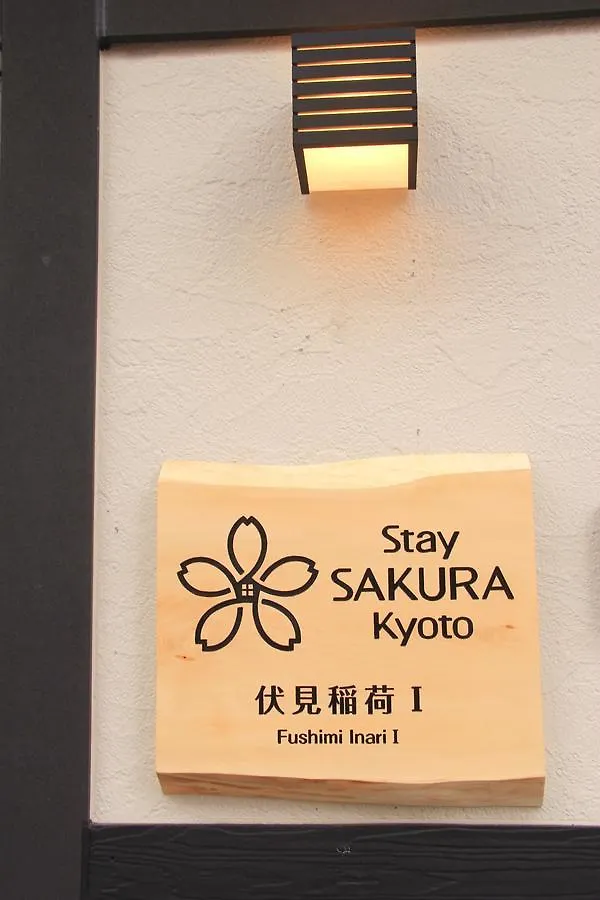 Stay
SAKURA
Kyoto
伏見稲荷 I
Fushimi Inari I